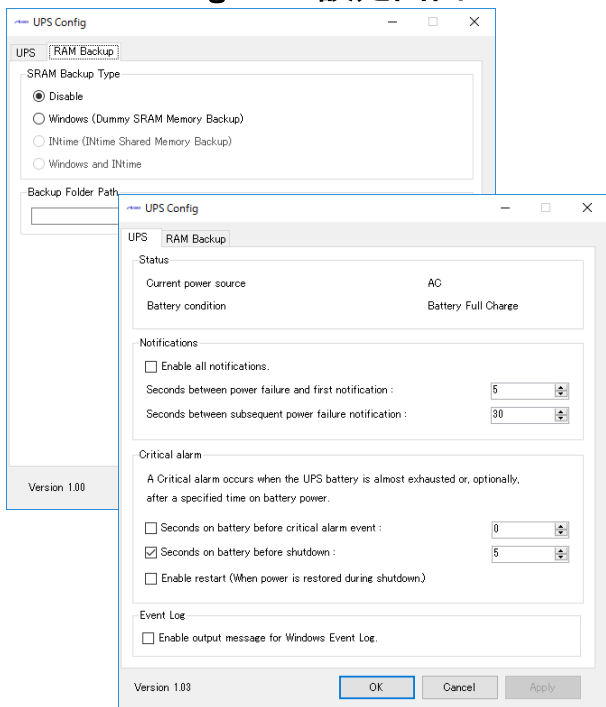 UPS Config
UPS
RAM Backup
SRAM Backup Type
Disable
Windows (Dummy SRAM Memory Backup)
INtime (INtime Shared Memory Backup)
Windows and INtime
Backup Folder Path
Version 1.00
UPS Config
UPS
RAM Backup
Status
Current power source
AC
Battery condition
Battery Full Charge
Notifications
Enable all notifications.
Seconds between power failure and first notification :
5
Seconds between subsequent power failure notification :
30
Critical alarm
A Critical alarm occurs when the UPS battery is almost exhausted or, optionally,
after a specified time on battery power.
Seconds on battery before critical alarm event :
0
Seconds on battery before shutdown :
5
Enable restart (When power is restored during shutdown.)
Event Log
Enable output message for Windows Event Log.
Version 1.03
OK
Cancel
Apply